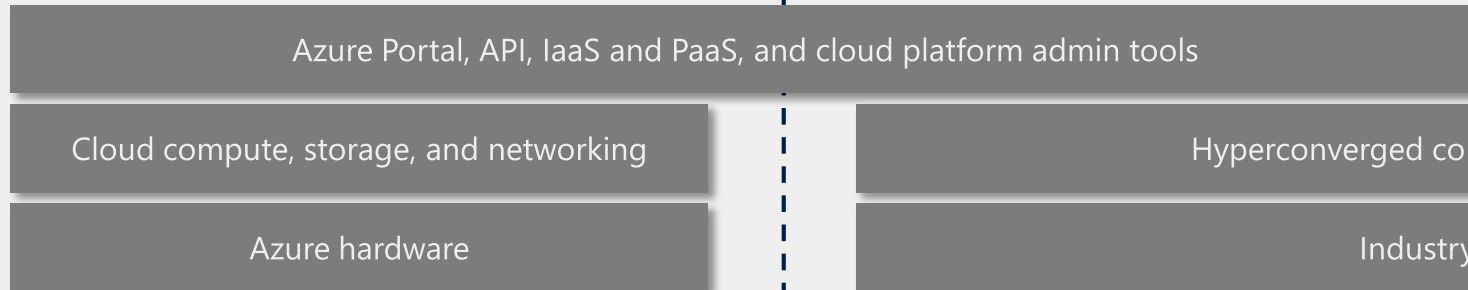 Azure Portal, API, IaaS and PaaS, and cloud platform admin tools
Cloud compute, storage, and networking
Hyperconverged co
Azure hardware
Industry